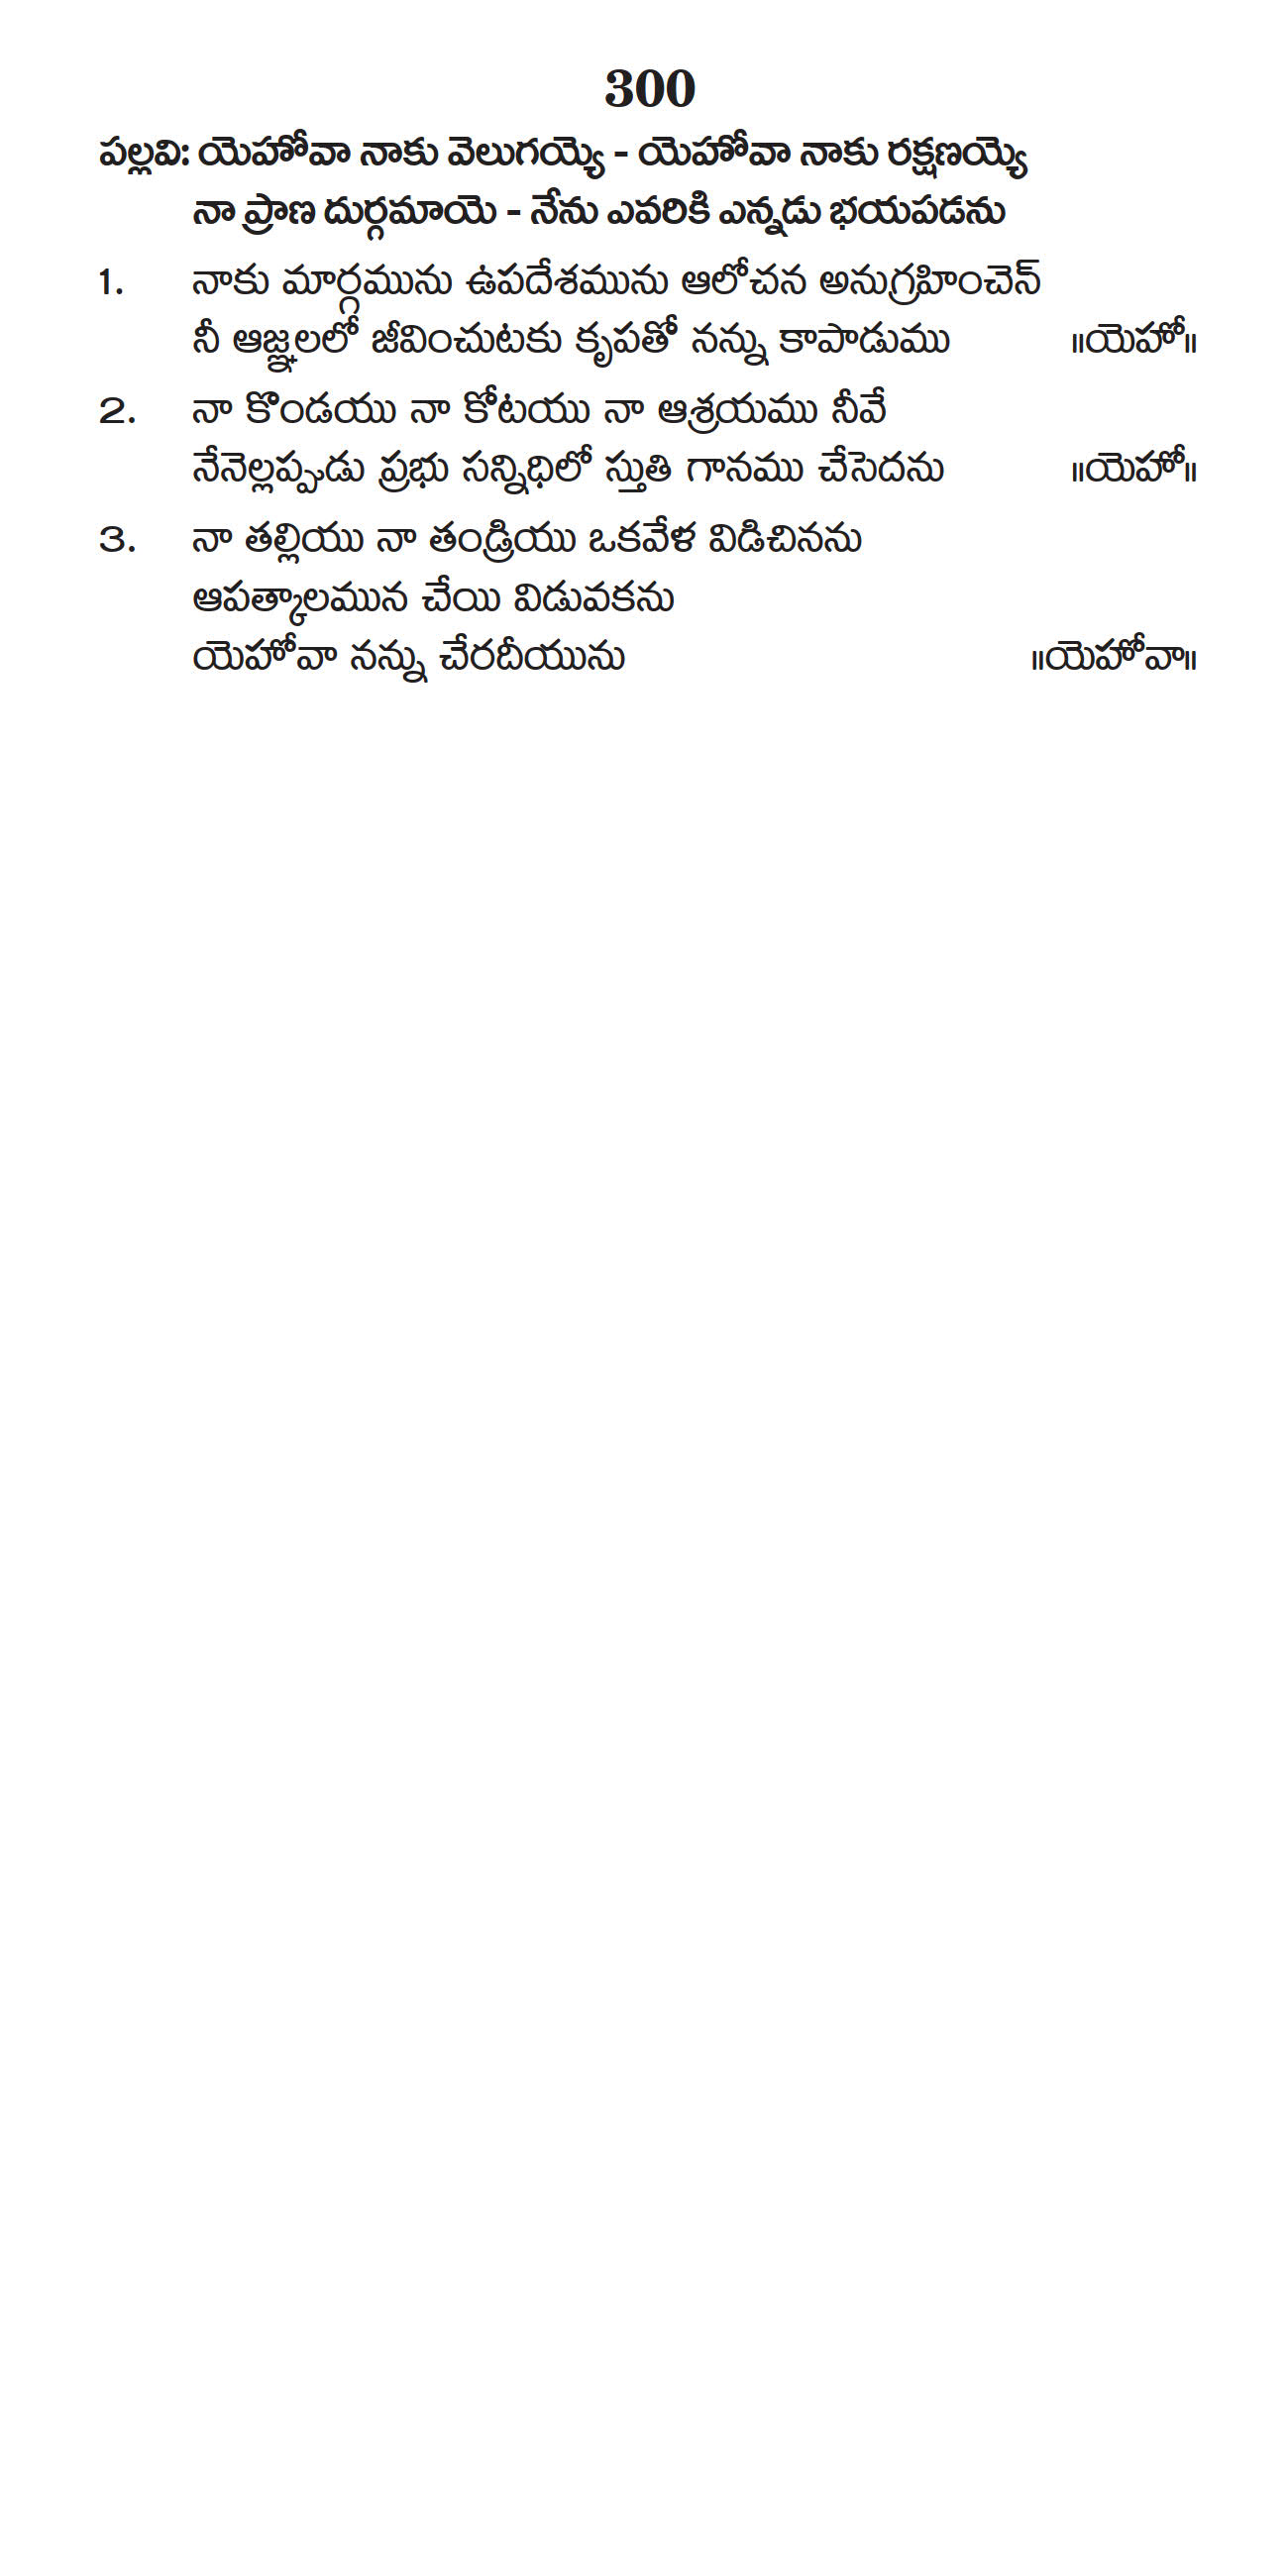 300
పల్లవి: యెహోవా నాకు వెలుగయ్యె - యెహోవా నాకు రక్షణయ్యె
నా ప్రాణ దుర్గమాయె - నేను ఎవరికి ఎన్నడు భయపడను
1. నాకు మార్గమును ఉపదేశమును ఆలోచన అనుగ్రహించెన్
నీ ఆజ్ఞలలో జీవించుటకు కృపతో నన్ను కాపాడుము ॥యెహో॥
2. నా కొండయు నా కోటయు నా ఆశ్రయము నీవే
నేనెల్లప్పుడు ప్రభు సన్నిధిలో స్తుతి గానము చేసెదను ॥యెహో॥
3. నా తల్లియు నా తండ్రియు ఒకవేళ విడిచినను
ఆపత్కాలమున చేయి విడువకను
యెహోవా నన్ను చేరదీయును ॥యెహోవా॥